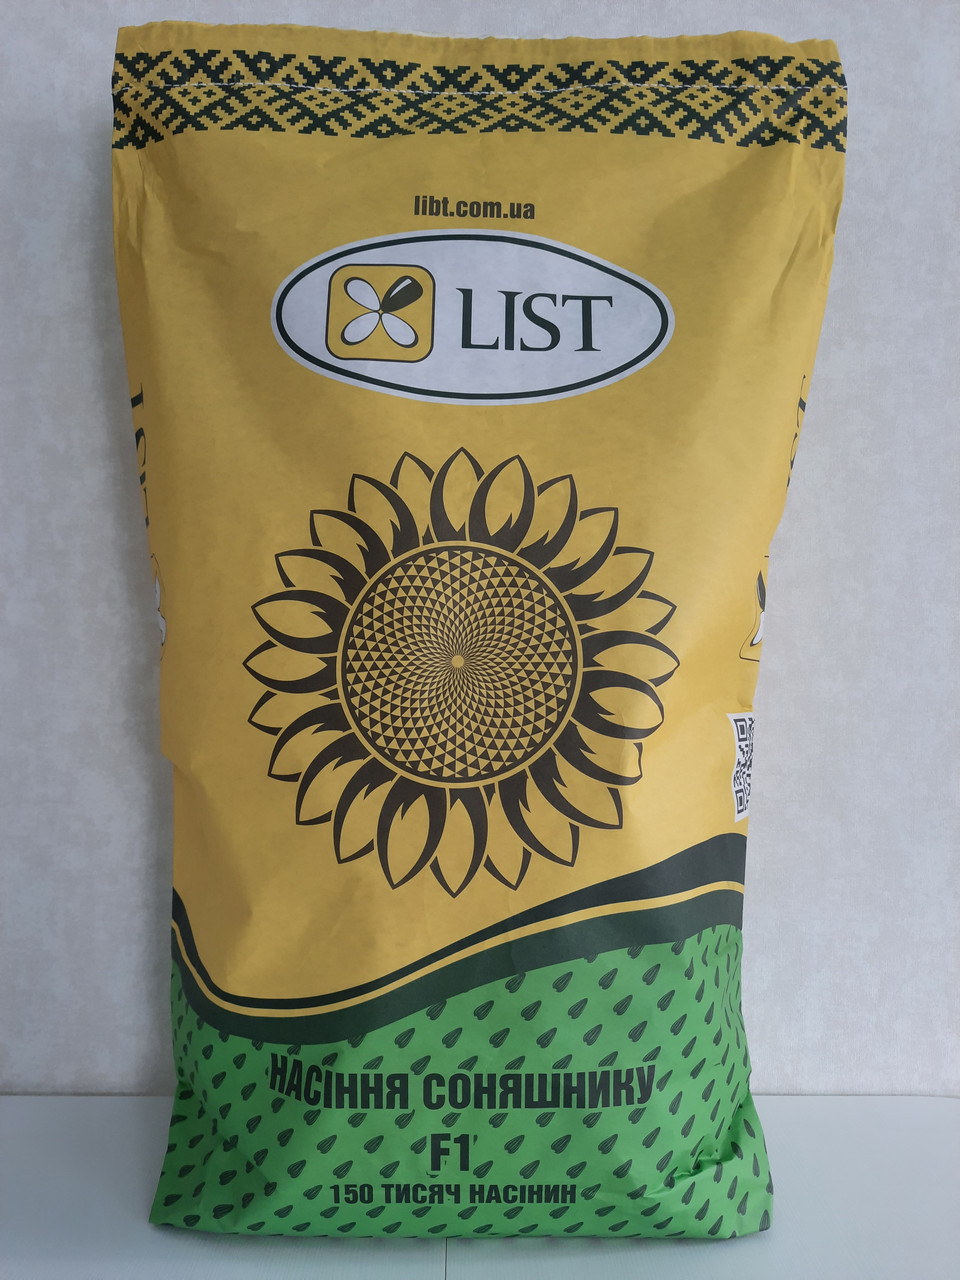 libt.com.ua
LIST
НАСІННЯ СОНЯШНИКУ
F1
150 ТИСЯЧ НАСІНИН